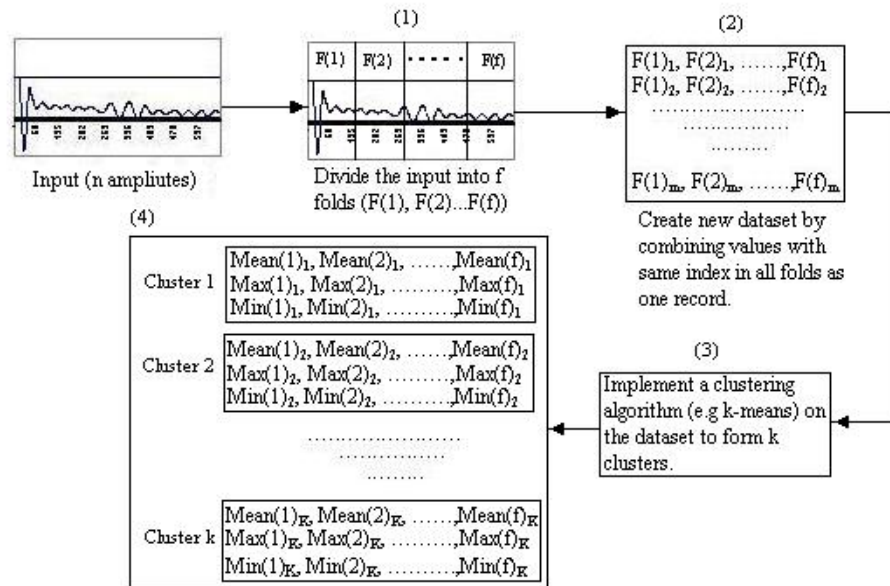 (1)
(2)
F(1) F(2) ....... F(f)
F(1)1, F(2)1, ......,F(f)1
F(1)2, F(2)2, ......,F(f)2
......................
................
.........
F(1)m, F(2)m, ......,F(f)m
Input (n ampliutes)
Divide the input into f
folds (F(1), F(2)...F(f))
Create new dataset by
combining values with
same index in all folds as
one record.
(3)
Implement a clustering
algorithm (e.g k-means) on
the dataset to form k
clusters.
(4)
Cluster 1
Mean(1)1, Mean(2)1, ......,Mean(f)1
Max(1)1, Max(2)1, .........,Max(f)1
Min(1)1, Min(2)1, ..........,Min(f)1
Cluster 2
Mean(1)2, Mean(2)2, ......,Mean(f)2
Max(1)2, Max(2)2, .........,Max(f)2
Min(1)2, Min(2)2, ..........,Min(f)2
......................
................
.........
Cluster k
Mean(1)K, Mean(2)K, ......,Mean(f)K
Max(1)K, Max(2)K, .........,Max(f)K
Min(1)K, Min(2)K, ..........,Min(f)K